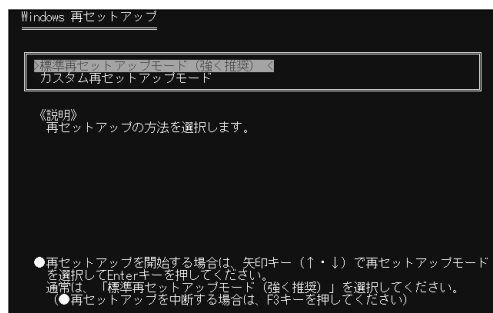 Windows 再セットアップ
>標準再セットアップモード（強く推奨） <
カスタム再セットアップモード
《説明》
再セットアップの方法を選択します。
●再セットアップを開始する場合は、矢印キー（↑・↓）で再セットアップモード
を選択してEnterキーを押してください。
通常は、「標準再セットアップモード（強く推奨）」を選択してください。
（●再セットアップを中断する場合は、F3キーを押してください）